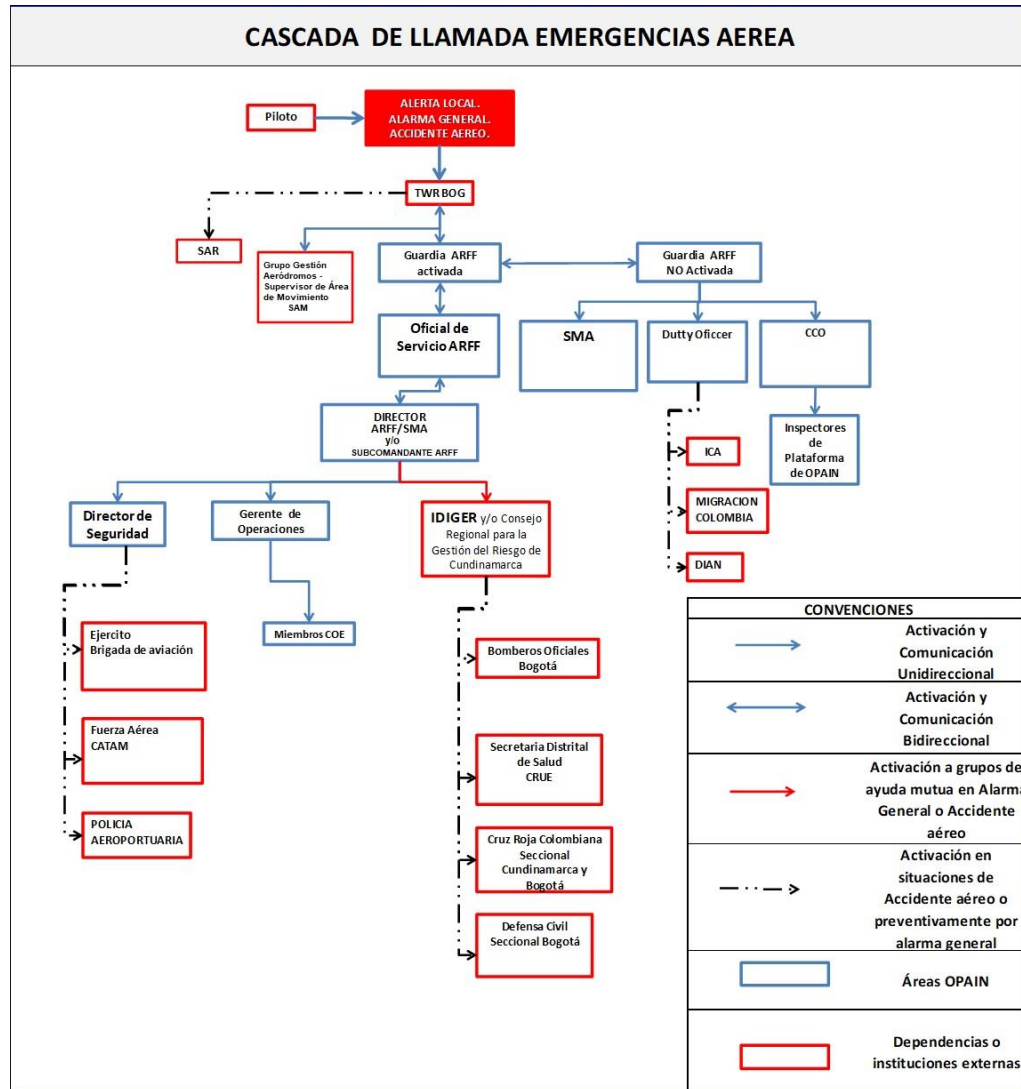 CASCADA DE LLAMADA EMERGENCIAS AEREA
Piloto
ALERTA LOCAL.
ALARMA GENERAL.
ACCIDENTE AEREO.
TWR BOG
SAR
Grupo Gestión
Aeródromos -
Supervisor de Área
de Movimiento
SAM
Guardia ARFF
activada
Guardia ARFF
NO Activada
Oficial de
Servicio ARFF
SMA
Dutty Oficcer
CCO
DIRECTOR
ARFF/SMA
y/o
SUBCOMANDANTE ARFF
Inspectores
de
Plataforma
de OPAIN
ICA
MIGRACION
COLOMBIA
DIAN
Director de
Seguridad
Gerente de
Operaciones
IDIGER y/o Consejo
Regional para la
Gestión del Riesgo de
Cundinamarca
Miembros COE
Ejercito
Brigada de aviación
Fuerza Aérea
CATAM
POLICIA
AEROPORTUARIA
Bomberos Oficiales
Bogotá
Secretaria Distrital
de Salud
CRUE
Cruz Roja Colombiana
Seccional
Cundinamarca y
Bogotá
Defensa Civil
Seccional Bogotá
CONVENCIONES
Activación y
Comunicación
Unidireccional
Activación y
Comunicación
Bidireccional
Activación a grupos de
ayuda mutua en Alarma
General o Accidente
aéreo
Activación en
situaciones de
Accidente aéreo o
preventivamente por
alarma general
Áreas OPAIN
Dependencias o
instituciones externas